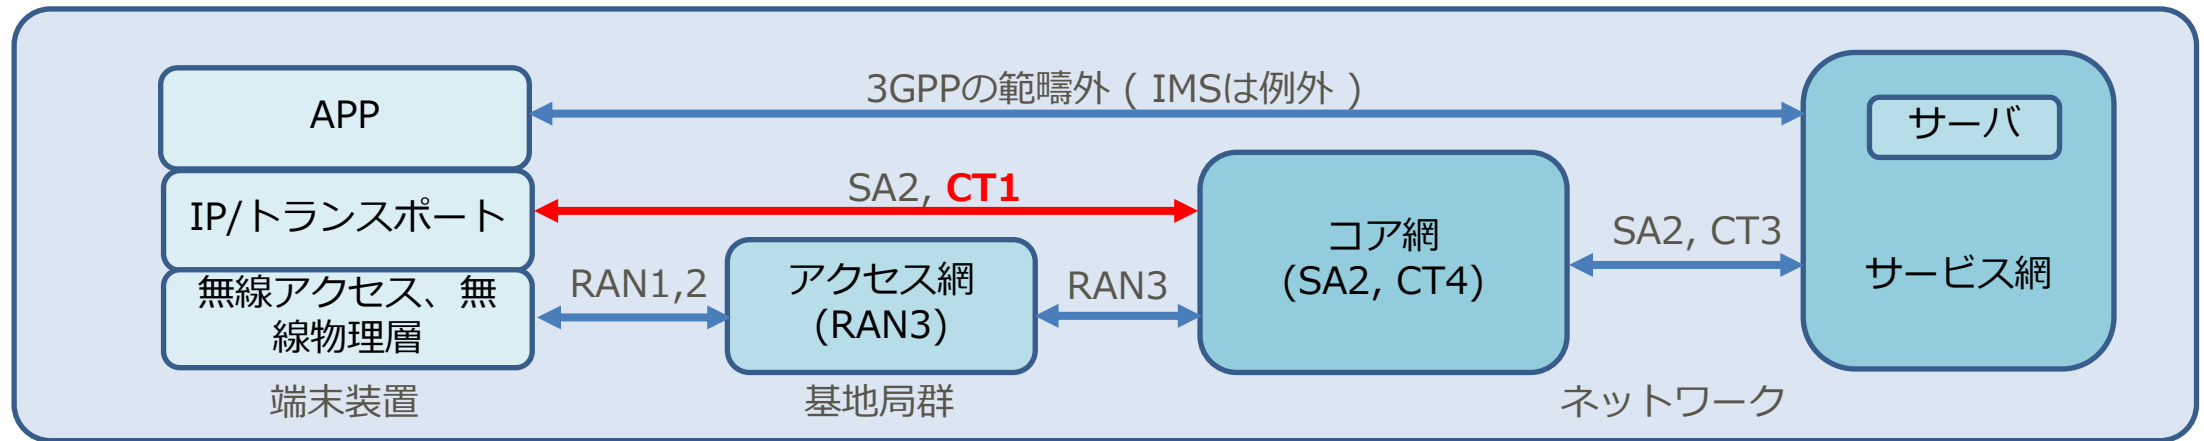 3GPPの範疇外 ( IMSは例外 )
APP
サーバ
SA2, CT1
IP/トランスポート
コア網
(SA2, CT4)
SA2, CT3
サービス網
無線アクセス、無
線物理層
RAN1,2
アクセス網
(RAN3)
RAN3
端末装置
基地局群
ネットワーク